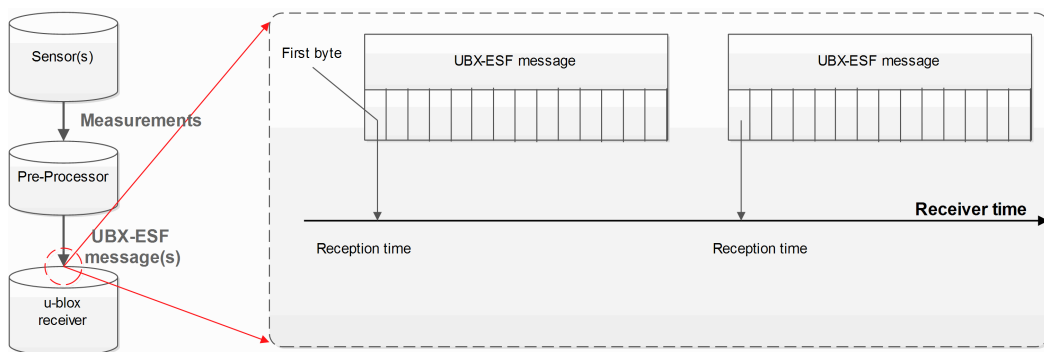 Sensor(s)
Measurements
Pre-Processor
UBX-ESF
message(s)
u-blox
receiver
First byte
UBX-ESF message
UBX-ESF message
Receiver time
Reception time
Reception time